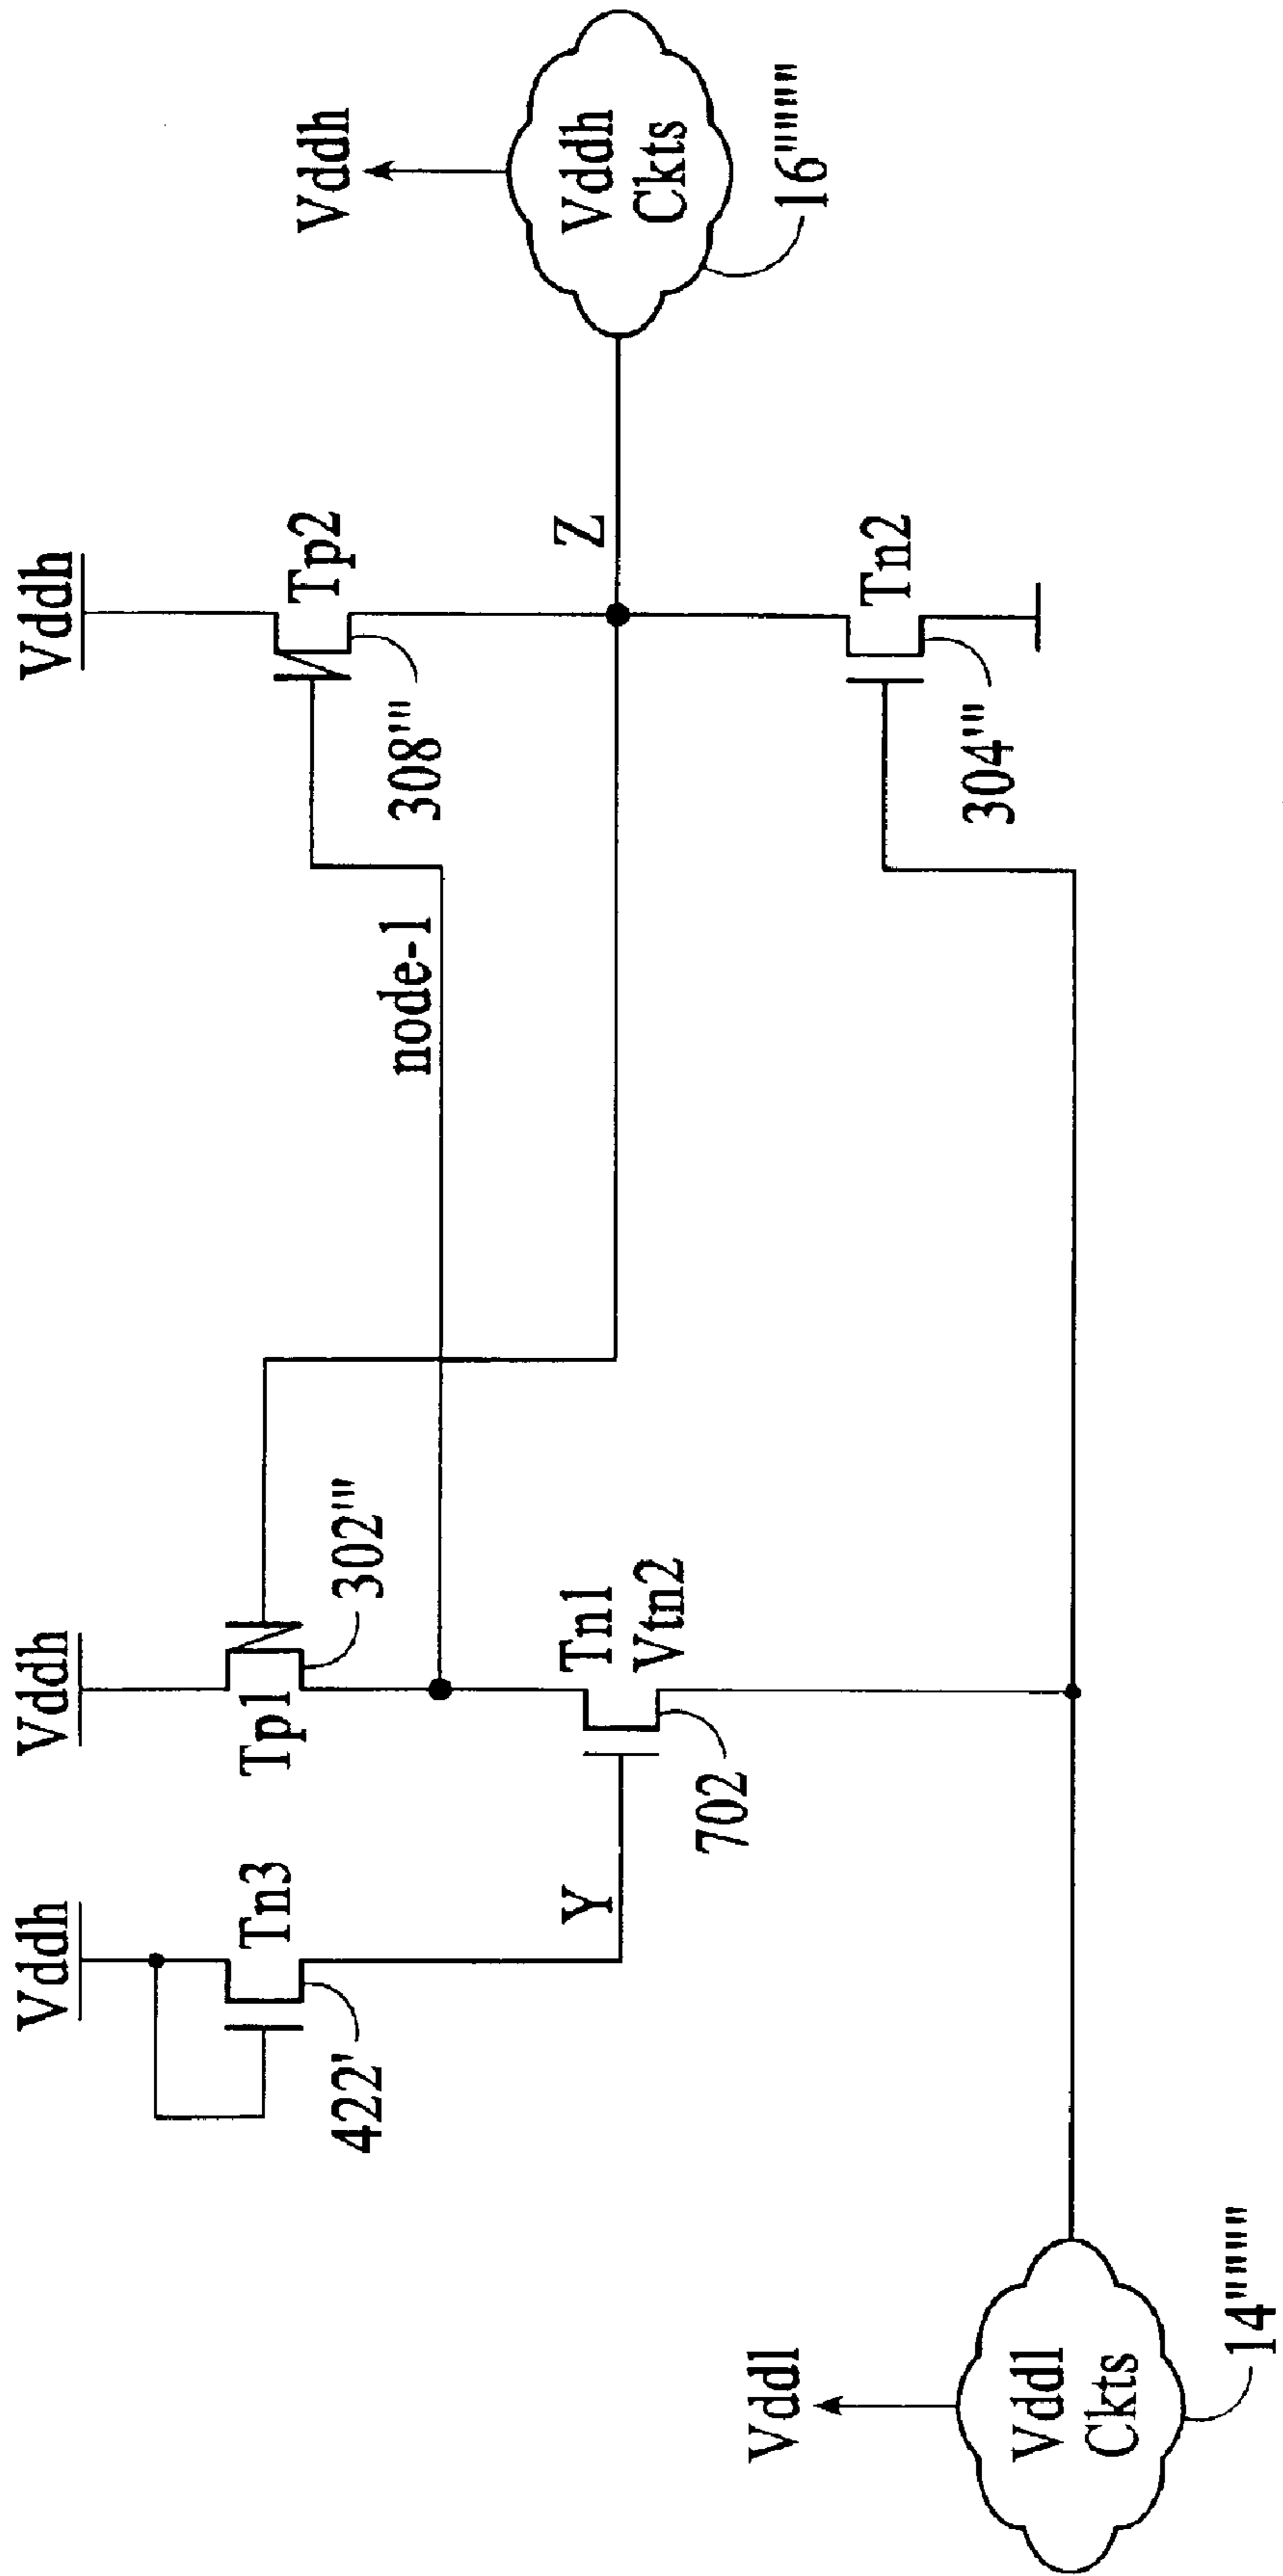 Vddh
Vddh
Vddh
Tn3
Tp1
Tp2
Vddh
422'
302'''
node-1
308'''
Y
Tn1
Vtn2
Z
Vddh
Ckts
702
16''''''
Vddl
Tn2
304'''
Vddl
Ckts
14''''''